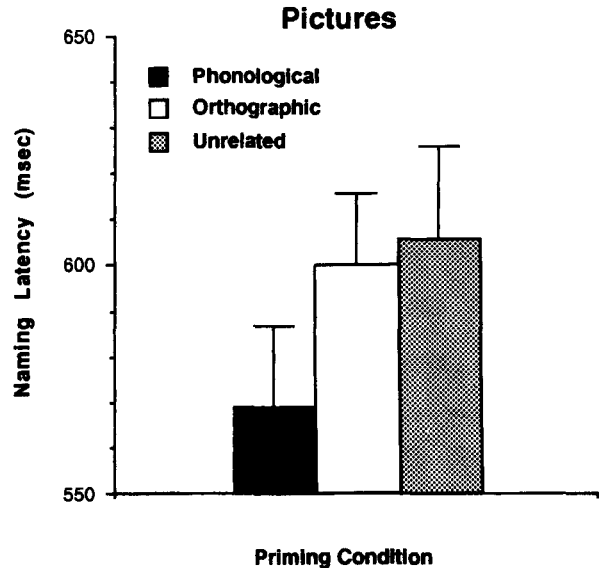 Pictures
650
Phonological
Orthographic
Unrelated
Naming Latency (msec)
600
550
Priming Condition